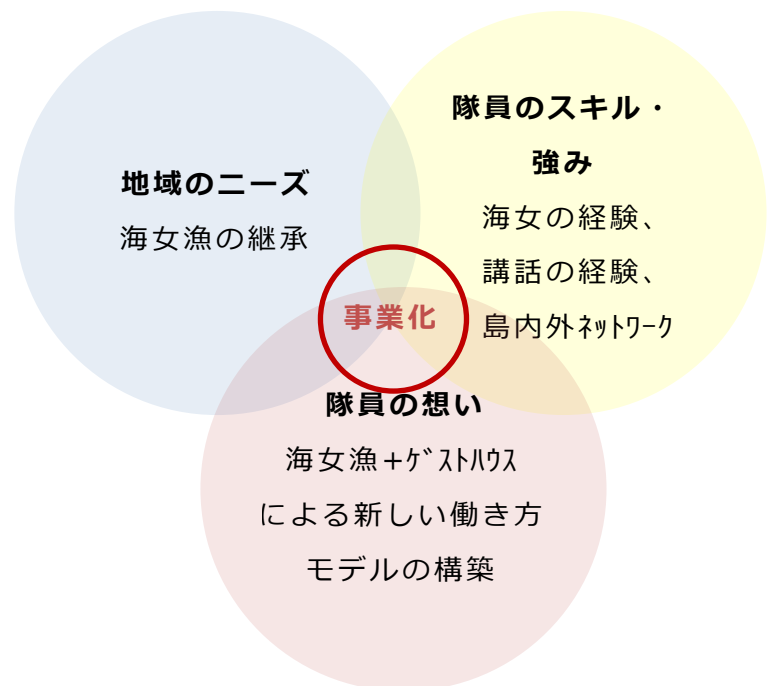 地域のニーズ
海女漁の継承
隊員のスキル・
強み
海女の経験、
講話の経験、
島内外ﾈｯﾄﾜｰｸ
事業化
隊員の想い
海女漁+ｹﾞｽﾄﾊｳｽ
による新しい働き方
モデルの構築